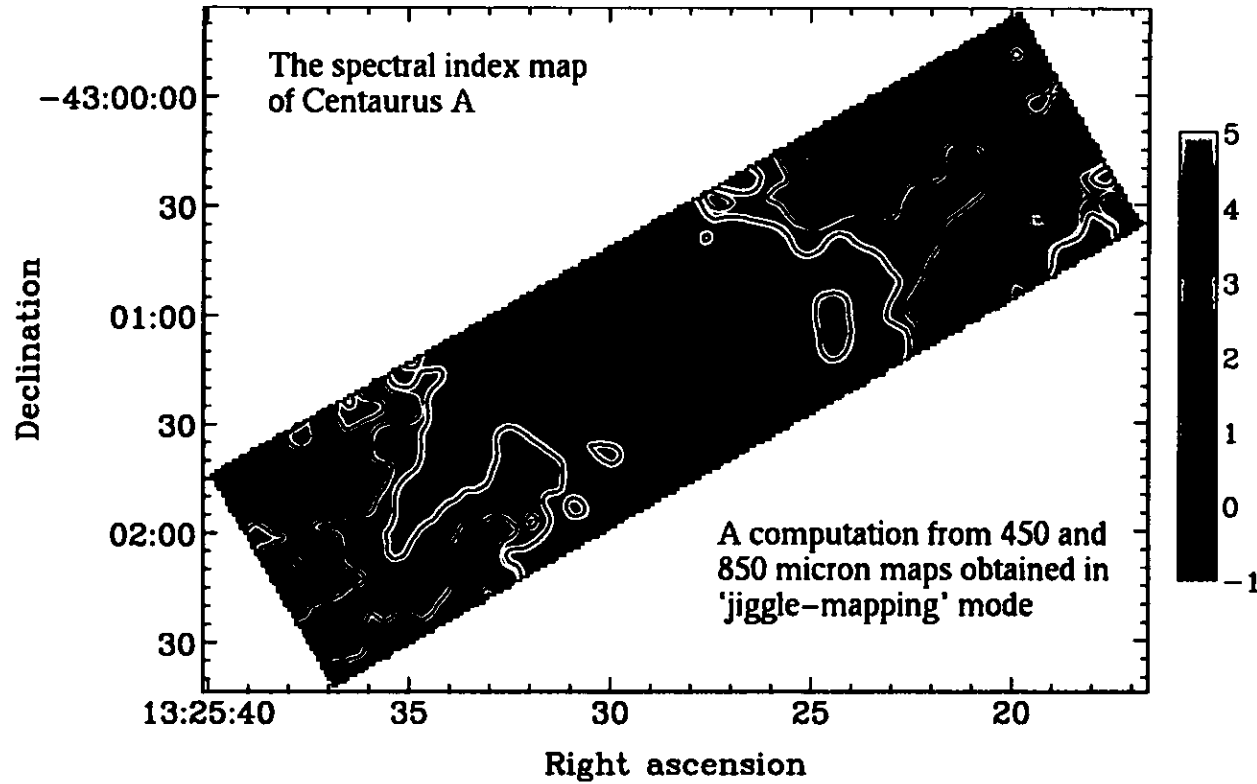 The spectral index map
of Centaurus A
−43:00:00
30
01:00
30
02:00
30
Declination
A computation from 450 and
850 micron maps obtained in
‘jiggle−mapping’ mode
5
4
3
2
1
0
−1
13:25:40 35 30 25 20
Right ascension